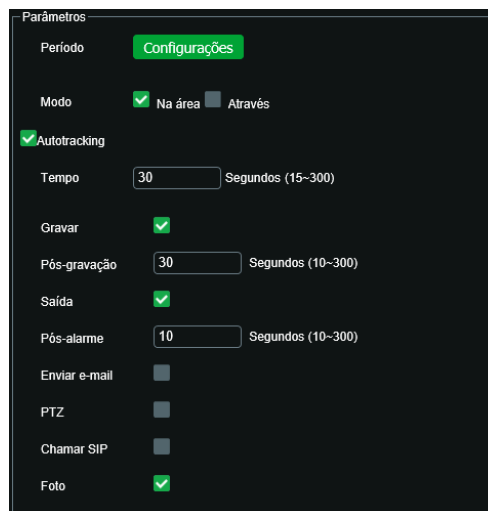 Parâmetros
Período Configurações
Modo Na área Através
Autotracking
Tempo 30 Segundos (15~300)
Gravar
Pós-gravação 30 Segundos (10~300)
Saída
Pós-alarme 10 Segundos (10~300)
Enviar e-mail
PTZ
Chamar SIP
Foto